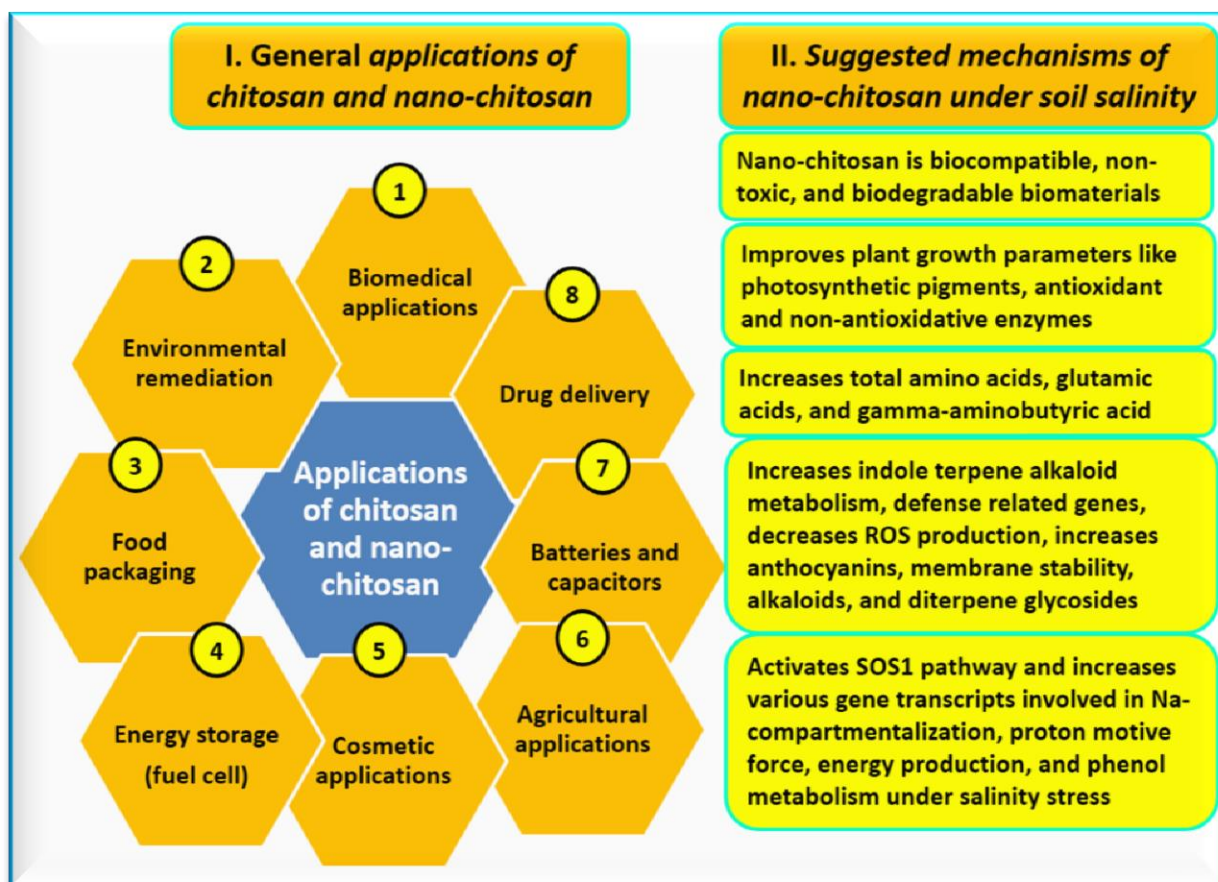 I. General applications of
chitosan and nano-chitosan
1
Biomedical
applications
2
Environmental
remediation
3
Food
packaging
4
Energy storage
(fuel cell)
5
Cosmetic
applications
6
Agricultural
applications
7
Batteries and
capacitors
8
Drug delivery
Applications
of chitosan
and nano-
chitosan
II. Suggested mechanisms of
nano-chitosan under soil salinity
Nano-chitosan is biocompatible, non-
toxic, and biodegradable biomaterials
Improves plant growth parameters like
photosynthetic pigments, antioxidant
and non-antioxidative enzymes
Increases total amino acids, glutamic
acids, and gamma-aminobutyric acid
Increases indole terpene alkaloid
metabolism, defense related genes,
decreases ROS production, increases
anthocyanins, membrane stability,
alkaloids, and diterpene glycosides
Activates SOS1 pathway and increases
various gene transcripts involved in Na-
compartmentalization, proton motive
force, energy production, and phenol
metabolism under salinity stress